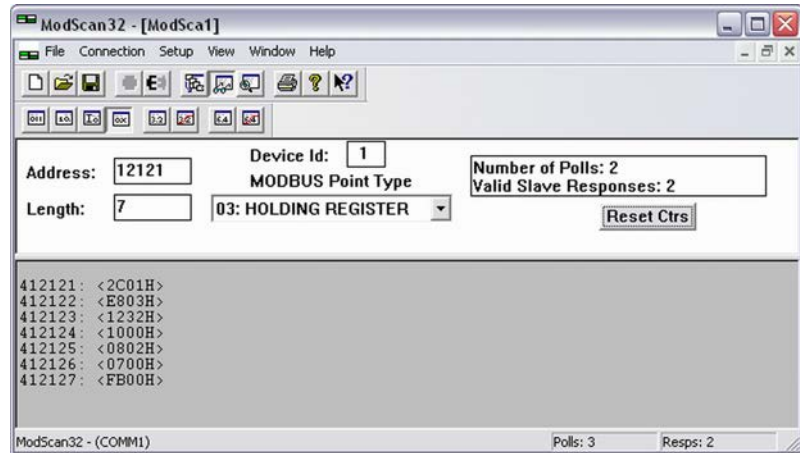 ModScan32 - [ModSca1]
File Connection Setup View Window Help
Address: 12121
Device Id: 1
MODBUS Point Type
Length: 7
03: HOLDING REGISTER
Number of Polls: 2
Valid Slave Responses: 2
Reset Ctrs
412121: <2C01H>
412122: <E803H>
412123: <1232H>
412124: <1000H>
412125: <0802H>
412126: <0700H>
412127: <FB00H>
ModScan32 - (COMM1)
Polls: 3
Resps: 2